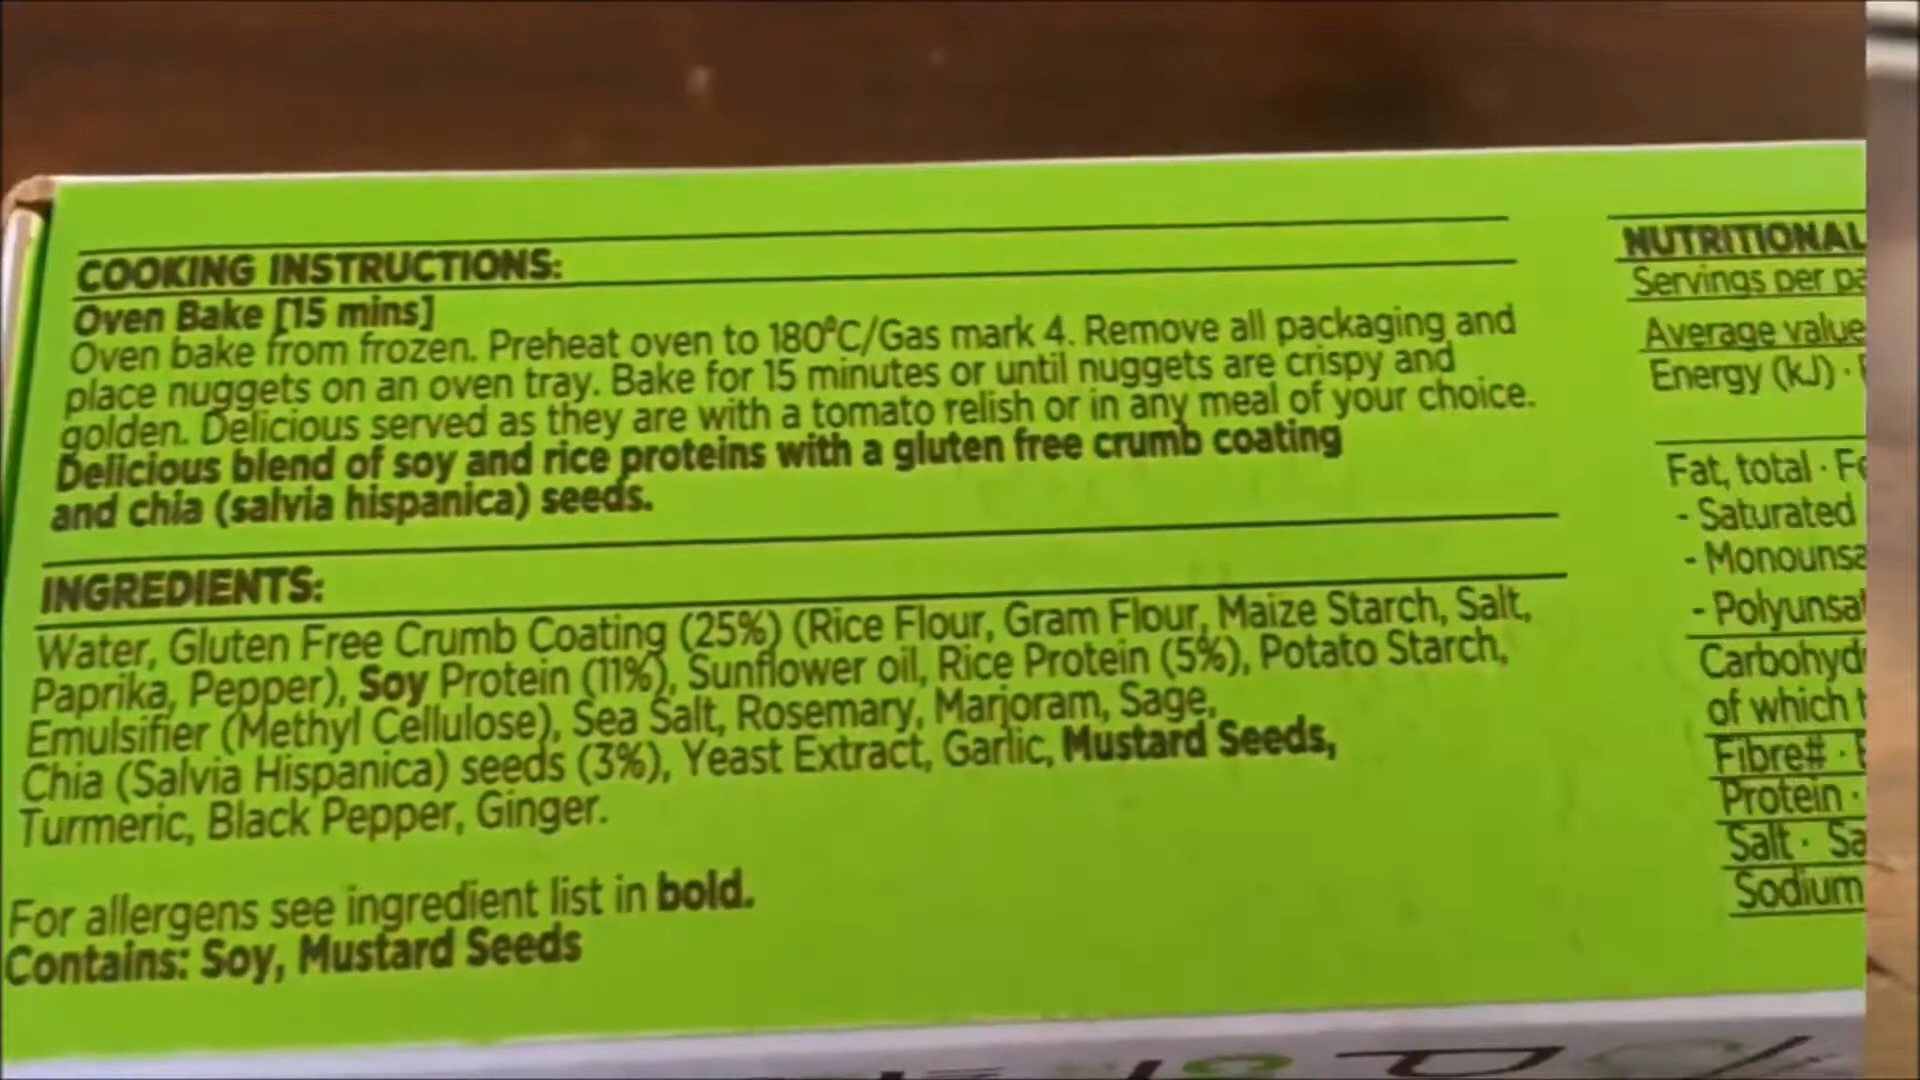 COOKING INSTRUCTIONS:
Oven Bake [15 mins]
Oven bake from frozen. Preheat oven to 180°C/Gas mark 4. Remove all packaging and
place nuggets on an oven tray. Bake for 15 minutes or until nuggets are crispy and
golden. Delicious served as they are with a tomato relish or in any meal of your choice.
Delicious blend of soy and rice proteins with a gluten free crumb coating
and chia (salvia hispanica) seeds.
INGREDIENTS:
Water, Gluten Free Crumb Coating (25%) (Rice Flour, Gram Flour, Maize Starch, Salt,
Paprika, Pepper), Soy Protein (11%), Sunflower oil, Rice Protein (5%), Potato Starch,
Emulsifier (Methyl Cellulose), Sea Salt, Rosemary, Marjoram, Sage,
Chia (Salvia Hispanica) seeds (3%), Yeast Extract, Garlic, Mustard Seeds,
Turmeric, Black Pepper, Ginger.
For allergens see ingredient list in bold.
Contains: Soy, Mustard Seeds
NUTRITIONAL
Servings per
Average value
Energy (kJ) ·
Fat, total ·
- Saturated
- Monounsa
- Polyunsa
Carbohyd
of which
Fibre# ·
Protein ·
Salt ·
Sodium